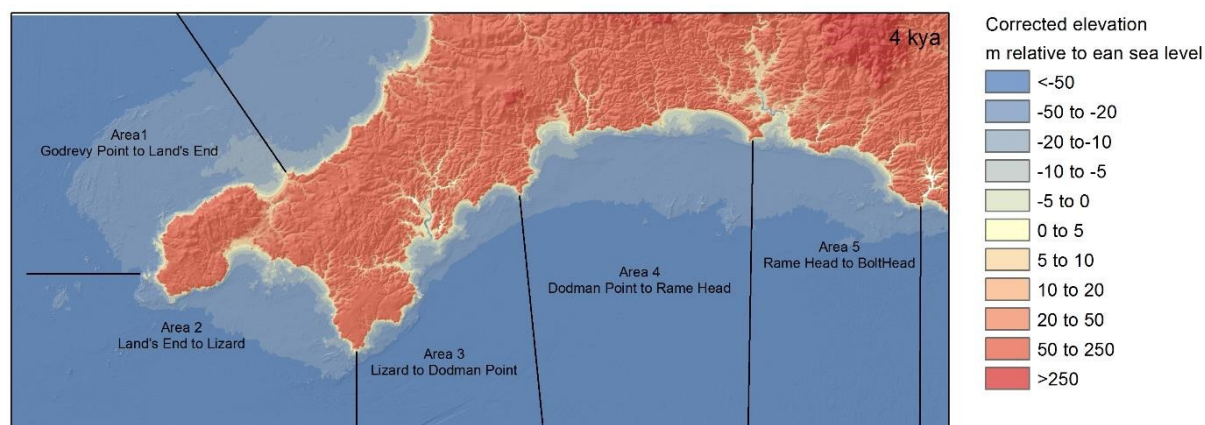 4 kya
Area1
Godrevy Point to Land's End
Area 2
Land's End to Lizard
Area 3
Lizard to Dodman Point
Area 4
Dodman Point to Rame Head
Area 5
Rame Head to BoltHead
Corrected elevation
m relative to ean sea level
<-50
-50 to -20
-20 to-10
-10 to -5
-5 to 0
0 to 5
5 to 10
10 to 20
20 to 50
50 to 250
>250